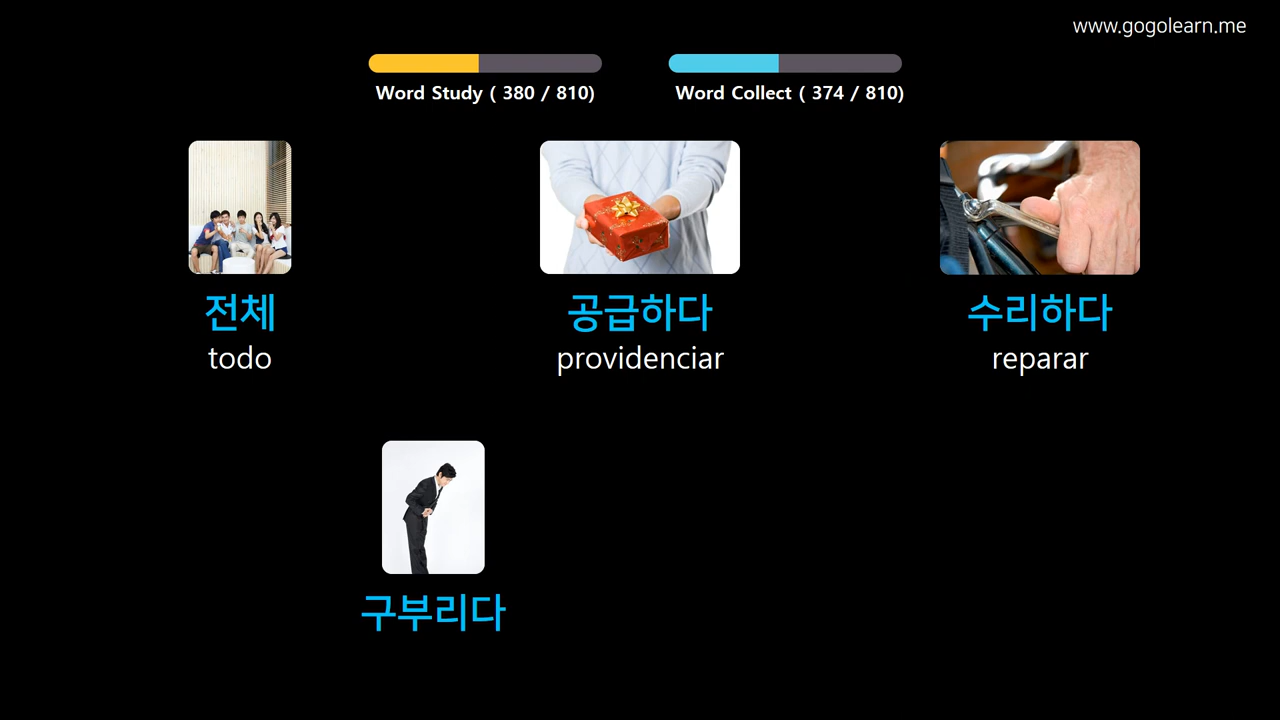 www.gogolearn.me
Word Study ( 380 / 810)
Word Collect ( 374 / 810)
전체
todo
공급하다
providenciar
수리하다
reparar
구부리다